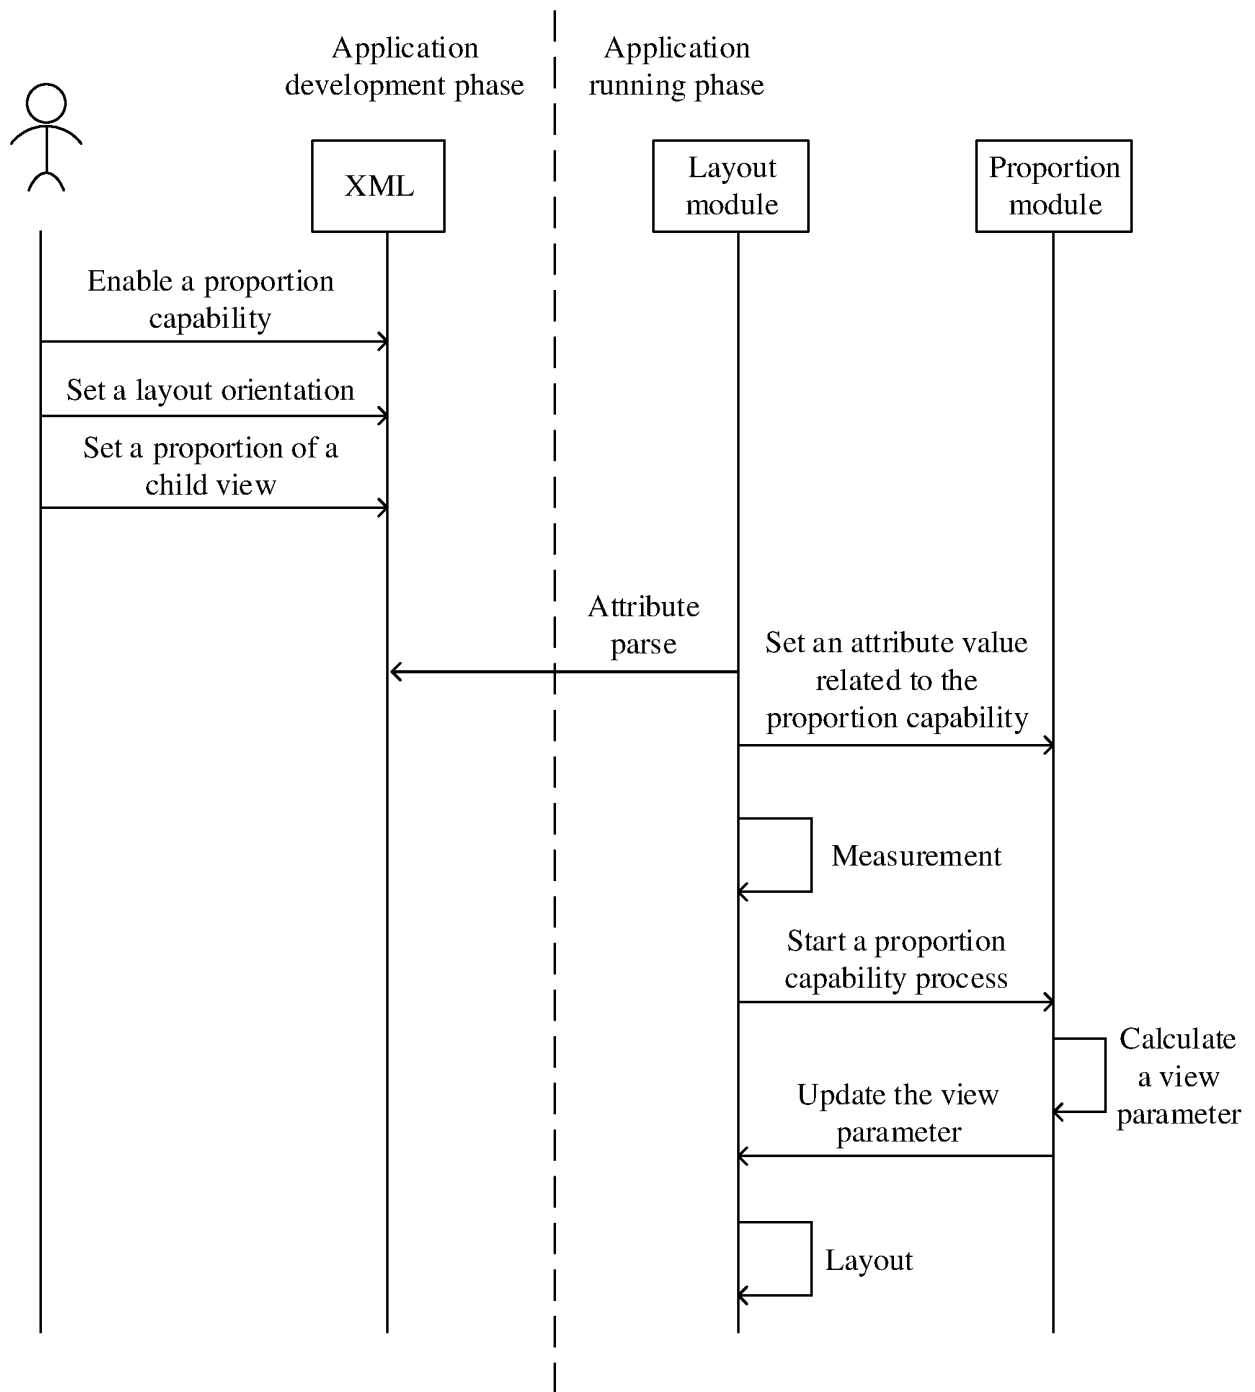 Application
development phase
Application
running phase
XML
Layout
module
Proportion
module
Enable a proportion
capability
Set a layout orientation
Set a proportion of a
child view
Attribute
parse
Set an attribute value
related to the
proportion capability
Measurement
Start a proportion
capability process
Calculate
a view
parameter
Update the view
parameter
Layout